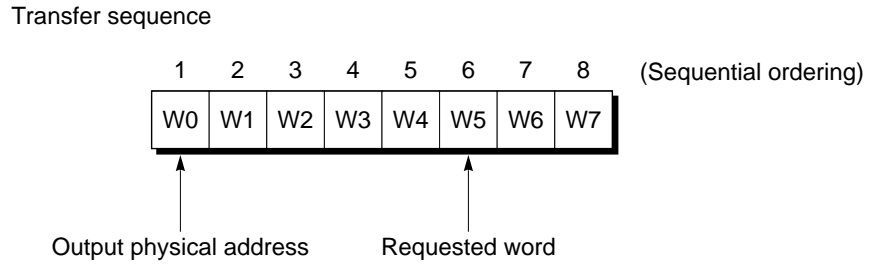 Transfer sequence
1 2 3 4 5 6 7 8 (Sequential ordering)
W0 W1 W2 W3 W4 W5 W6 W7
Output physical address Requested word